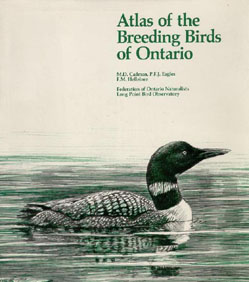 Atlas of the
Breeding Birds
of Ontario
M.D. Cadman, P.F.J. Eagles
F.M. Helleiner
Federation of Ontario Naturalists
Long Point Bird Observatory